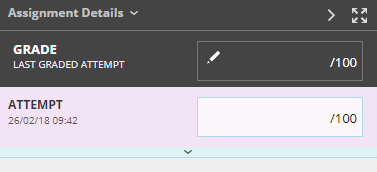 Assignment Details
GRADE
LAST GRADED ATTEMPT
/100
ATTEMPT
26/02/18 09:42
/100